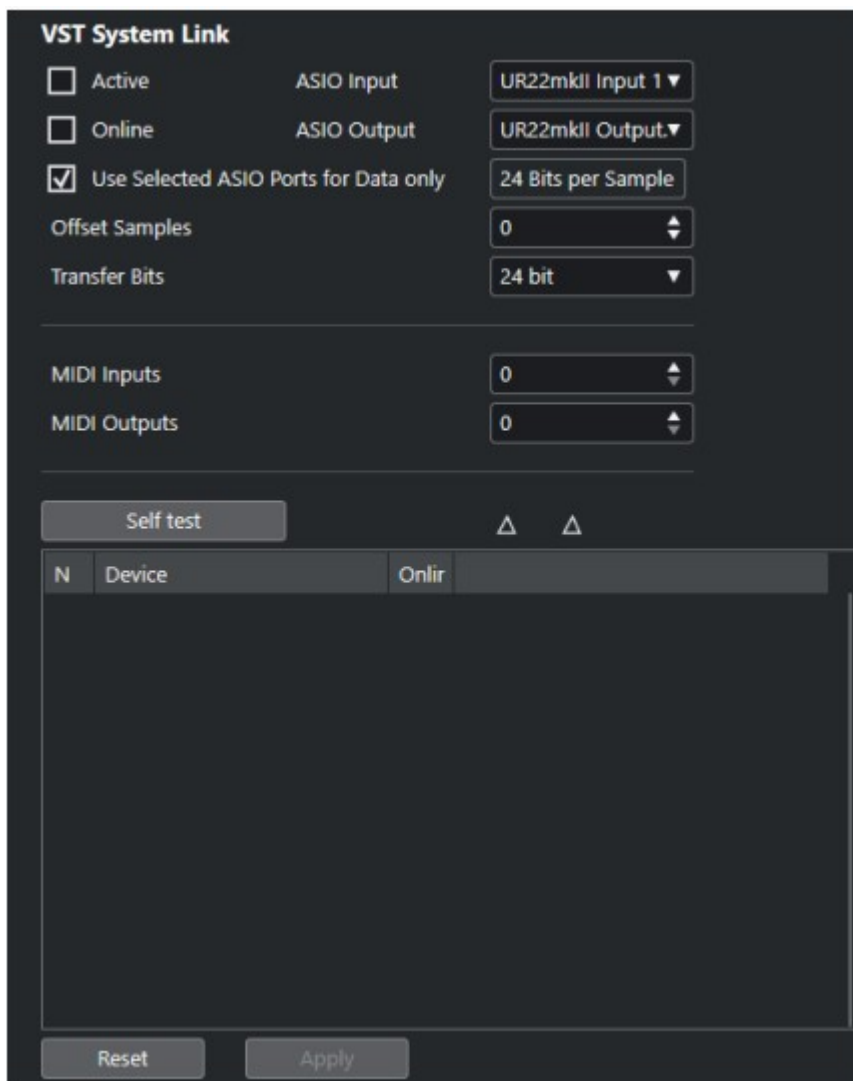 VST System Link
Active ASIO Input UR22mkII Input 1
Online ASIO Output UR22mkII Output.
Use Selected ASIO Ports for Data only 24 Bits per Sample
Offset Samples 0
Transfer Bits 24 bit
MIDI Inputs 0
MIDI Outputs 0
Self test
N Device Onlir
Reset Apply